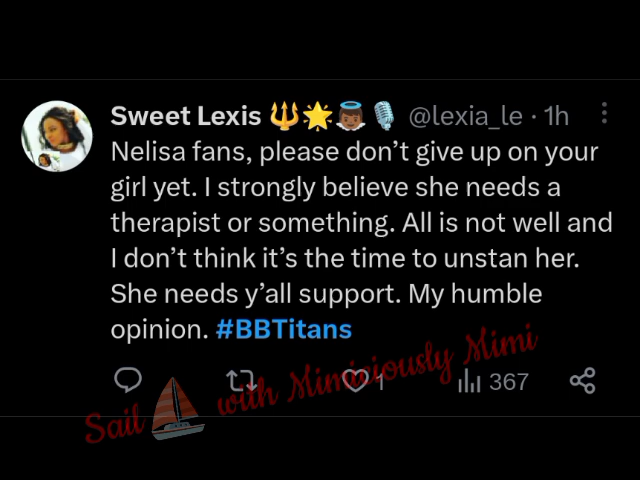 Sweet Lexis 🔱🌟👼🏾🎙️ @lexia_le · 1h
Nelisa fans, please don’t give up on your
girl yet. I strongly believe she needs a
therapist or something. All is not well and
I don’t think it’s the time to unstan her.
She needs y’all support. My humble
opinion. #BBTitans
1 367
Sail with Mimiciously Mimi